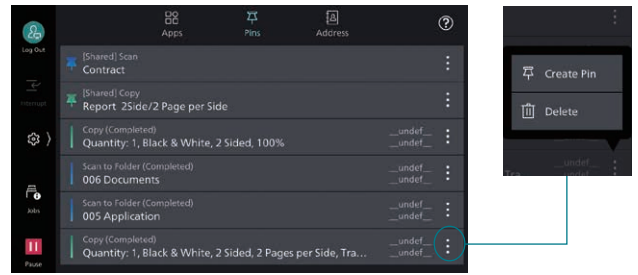 Apps
Pins
Address
Log Out
Interrupt
Jobs
Pause
[Shared] Scan
Contract
[Shared] Copy
Report 2Side/2 Page per Side
Copy (Completed)
__undef__
Quantity: 1, Black & White, 2 Sided, 100%
__undef__
Scan to Folder (Completed)
__undef__
006 Documents
__undef__
Scan to Folder (Completed)
__undef__
005 Application
__undef__
Copy (Completed)
__undef__
Quantity: 1, Black & White, 2 Sided, 2 Pages per Side, Tra...
__undef__
Create Pin
Delete
__undef__
Tra...
__undef__